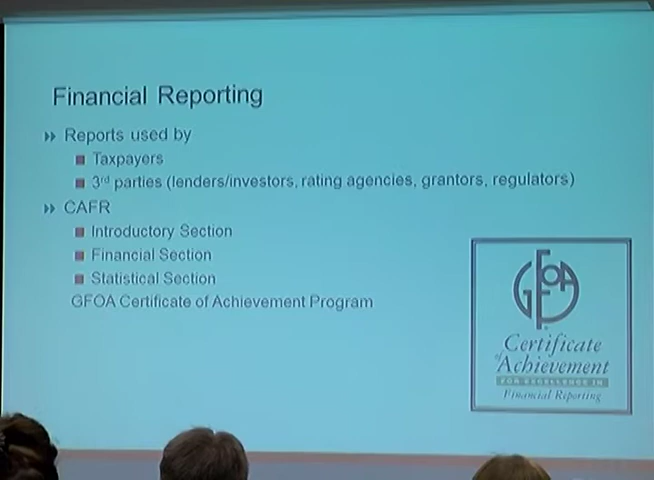 Financial Reporting
Reports used by
Taxpayers
3rd parties (lenders/investors, rating agencies, grantors, regulators)
CAFR
Introductory Section
Financial Section
Statistical Section
GFOA Certificate of Achievement Program
GFOA
Certificate
of Achievement
FOR EXCELLENCE IN
Financial Reporting